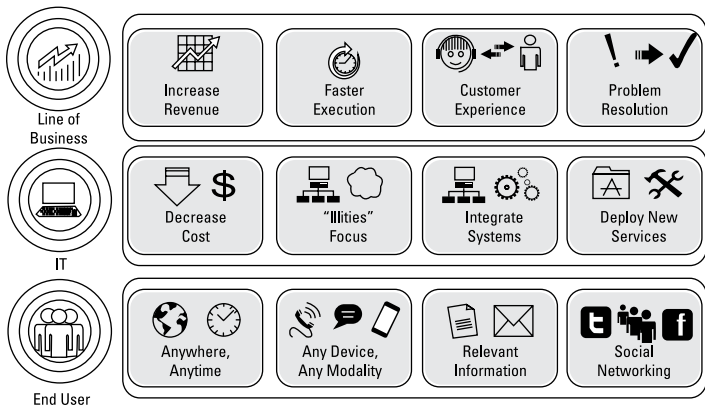 Increase
Revenue
Faster
Execution
Customer
Experience
Problem
Resolution
Line of
Business
$
Decrease
Cost
“Illities”
Focus
Integrate
Systems
A
Deploy New
Services
IT
Anywhere,
Anytime
Any Device,
Any Modality
Relevant
Information
t
f
Social
Networking
End User